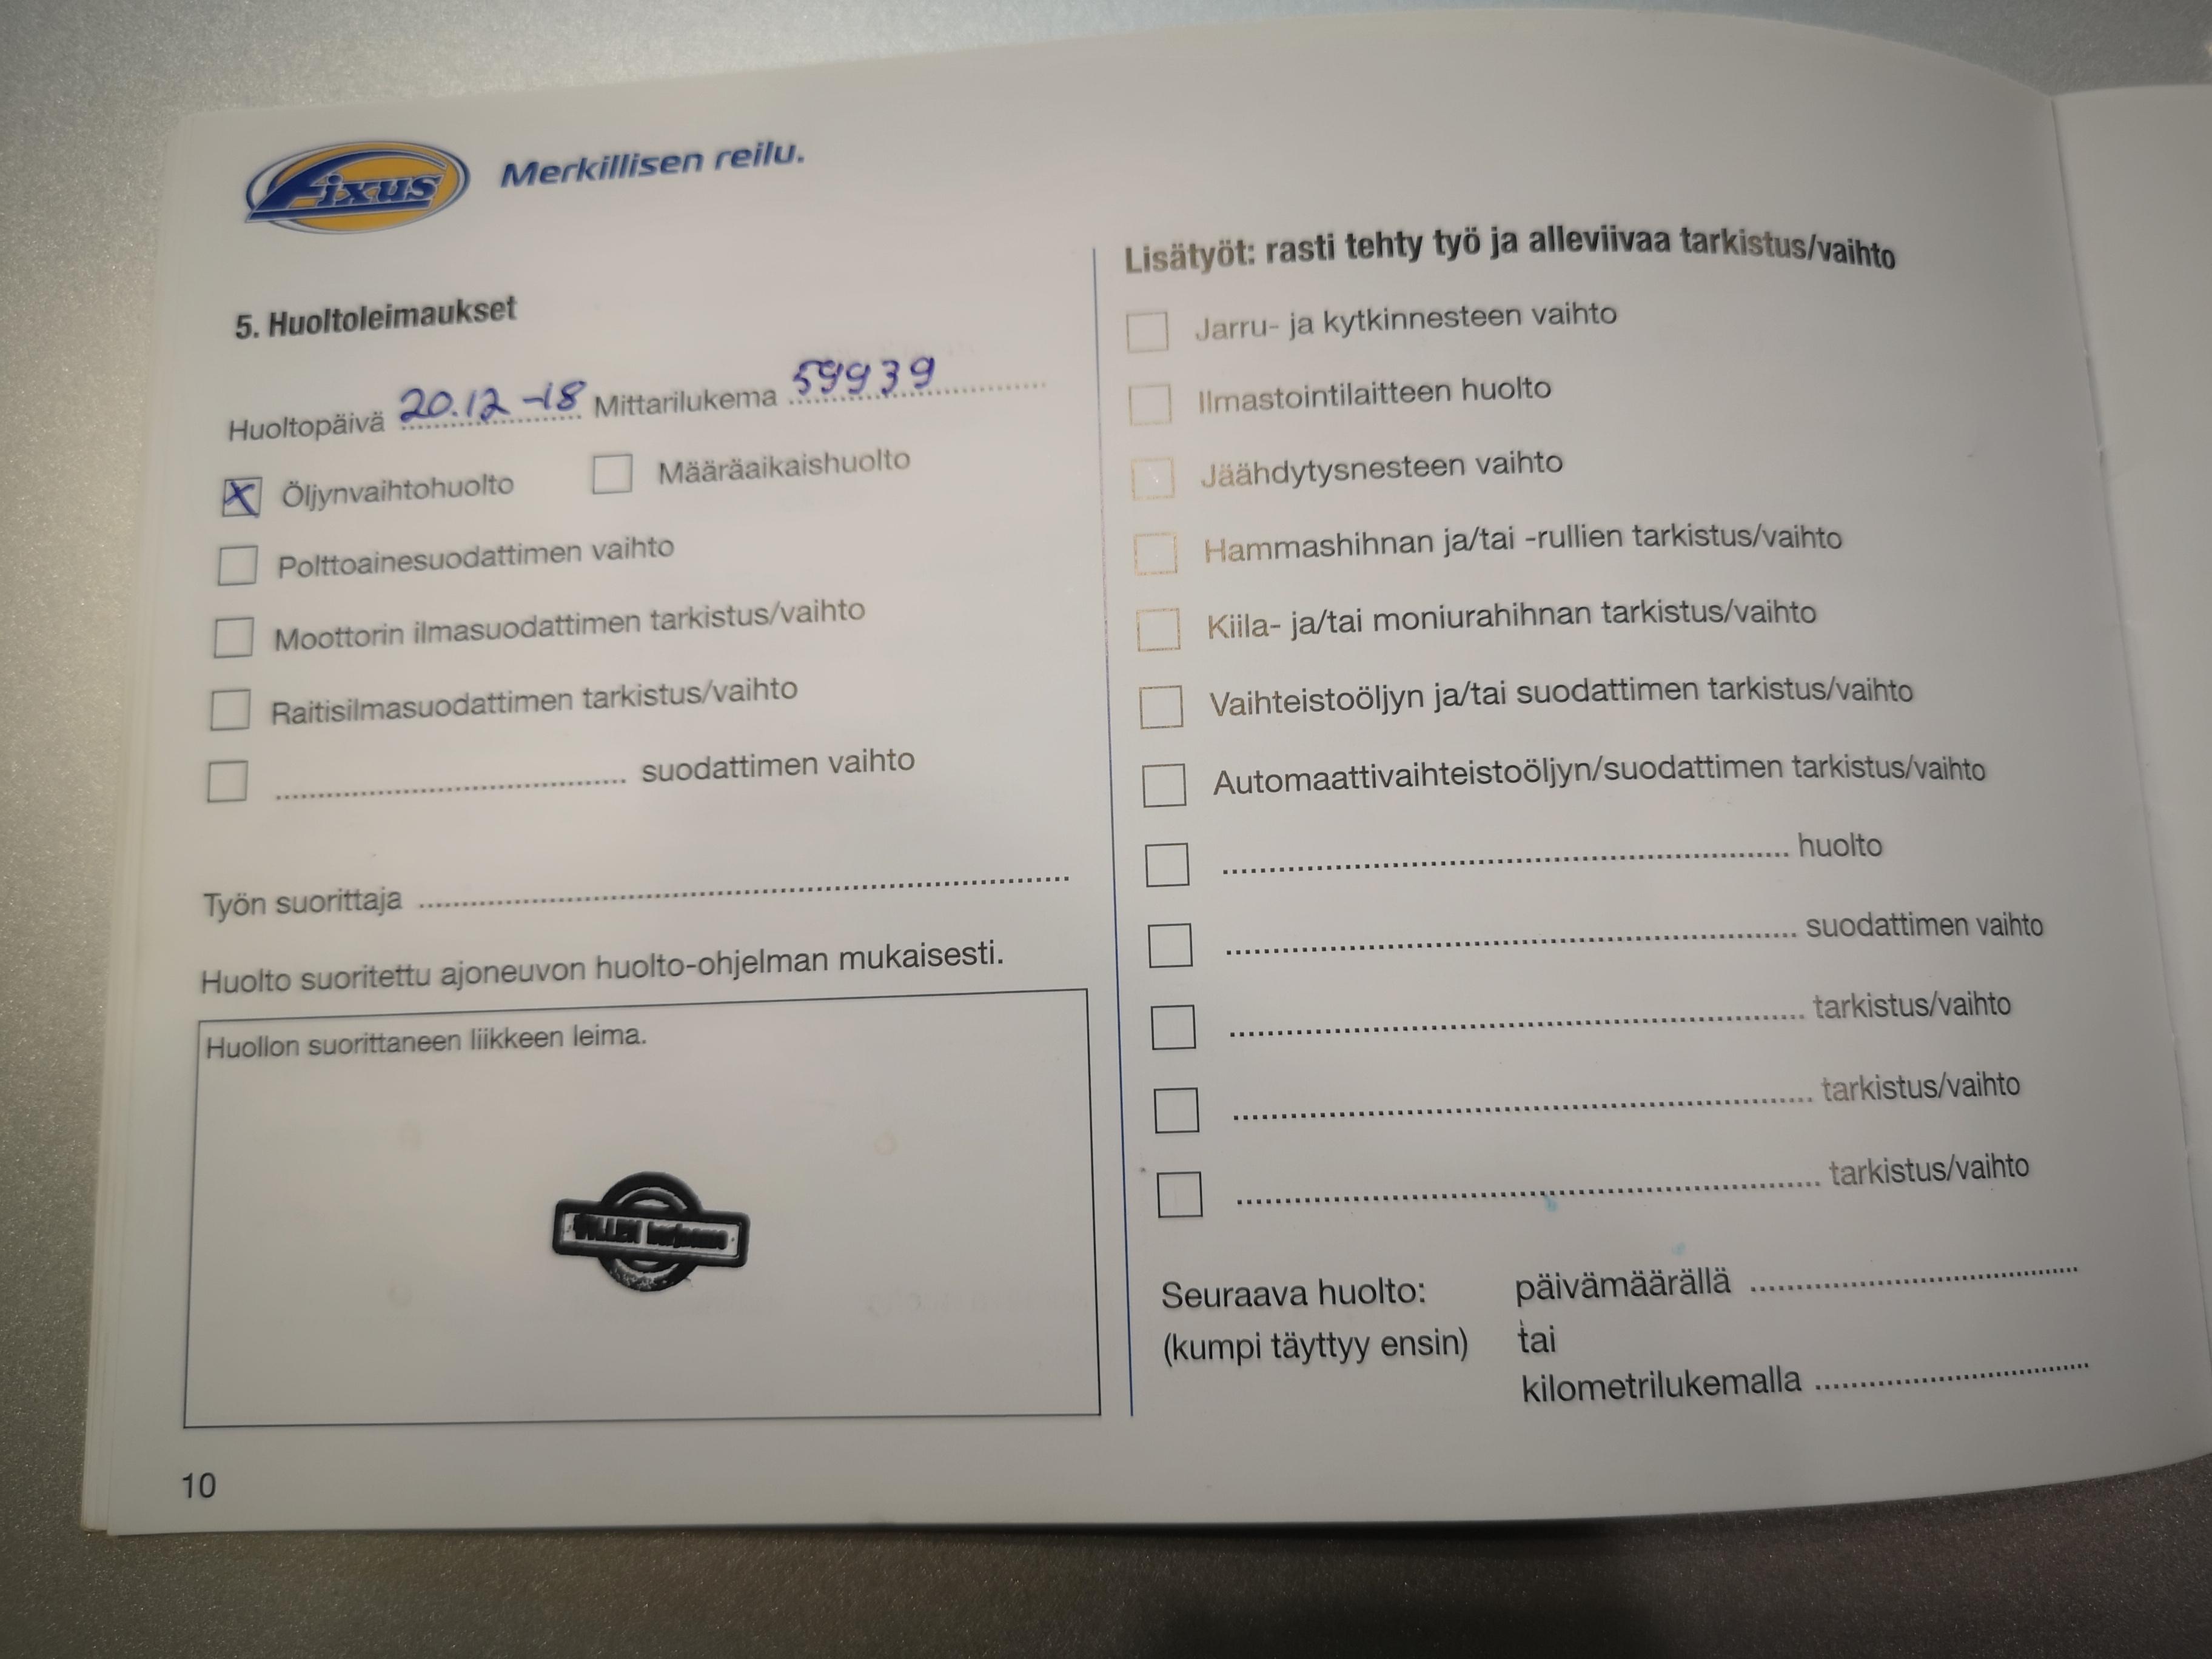 Fixus Merkillisen reilu.
5. Huoltoleimaukset
Huoltopäivä 20.12-18 Mittarilukema 59939
Öljynvaihtohuolto Määräaikaishuolto
Polttoainesuodattimen vaihto
Moottorin ilmasuodattimen tarkistus/vaihto
Raitisilmasuodattimen tarkistus/vaihto
suodattimen vaihto
Työn suorittaja
Huolto suoritettu ajoneuvon huolto-ohjelman mukaisesti.
Huollon suorittaneen liikkeen leima.
10
Lisätyöt: rasti tehty työ ja alleviivaa tarkistus/vaihto
Jarru- ja kytkinnesteen vaihto
Ilmastointilaitteen huolto
Jäähdytysnesteen vaihto
Hammashihnan ja/tai -rullien tarkistus/vaihto
Kiila- ja/tai moniurahihnan tarkistus/vaihto
Vaihteistoöljyn ja/tai suodattimen tarkistus/vaihto
Automaattivaihteistoöljyn/suodattimen tarkistus/vaihto
huolto
suodattimen vaihto
tarkistus/vaihto
tarkistus/vaihto
tarkistus/vaihto
Seuraava huolto: päivämäärällä
(kumpi täyttyy ensin) tai
kilometrilukemalla